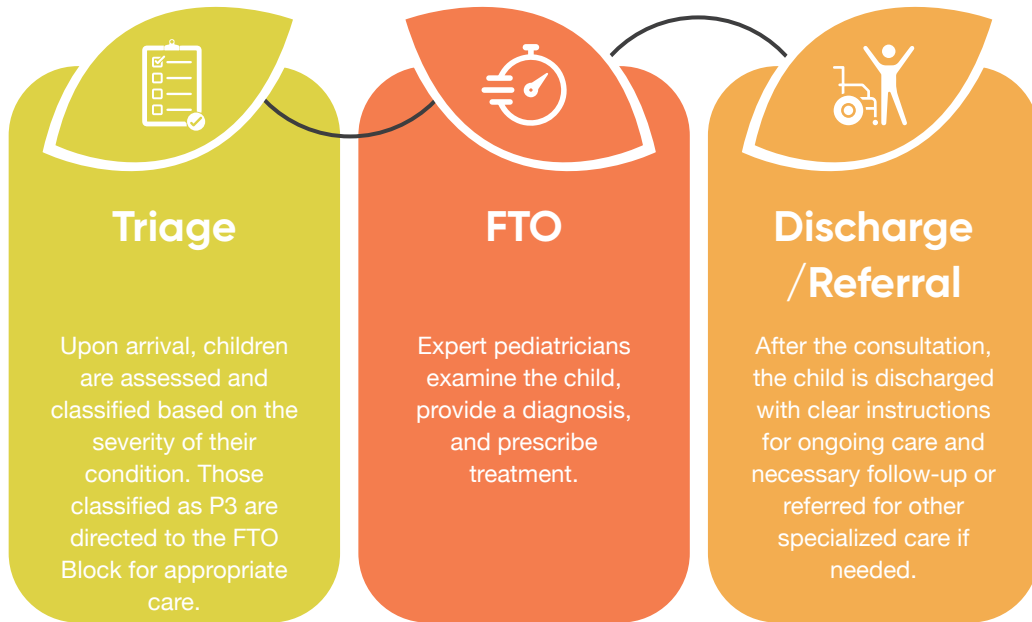 Triage
Upon arrival, children
are assessed and
classified based on the
severity of their
condition. Those
classified as P3 are
directed to the FTO
Block for appropriate
care.
FTO
Expert pediatricians
examine the child,
provide a diagnosis,
and prescribe
treatment.
Discharge
/Referral
After the consultation,
the child is discharged
with clear instructions
for ongoing care and
necessary follow-up or
referred for other
specialized care if
needed.